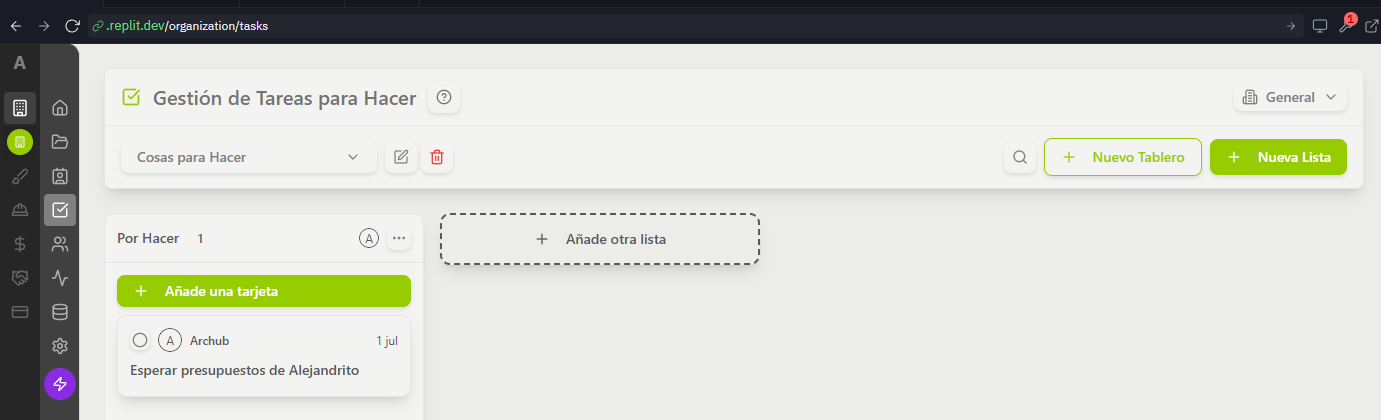 .replit.dev/organization/tasks
1
A
Gestión de Tareas para Hacer
General
Cosas para Hacer
Nuevo Tablero
Nueva Lista
Por Hacer 1 A
Añade otra lista
Añade una tarjeta
A Archub 1 jul
Esperar presupuestos de Alejandrito